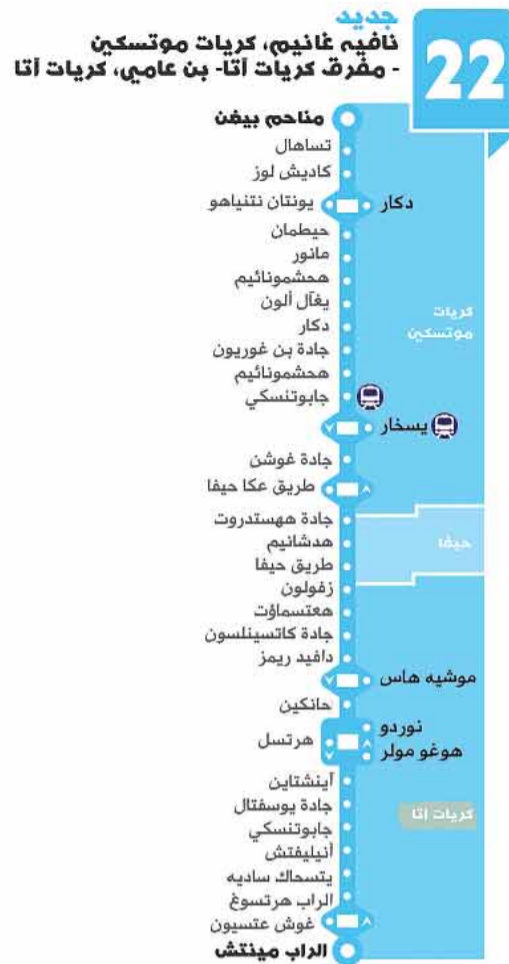 جديد
22
نافيه غانيم، كريات موتسكين
- مفرق كريات آتا- بن عامي، كريات آتا
مناحم بيغن
تساهال
كاديش لوز
يونتان نتنياهو
دكار
حيطمان
مانور
هحشمونائيم
يغآل ألون
دكار
جادة بن غوريون
هحشمونائيم
جابوتنسكي
يسخار
كريات
موتسكين
جادة غوشن
طريق عكا حيفا
جادة ههستدروت
هدشانيم
طريق حيفا
حيفا
زفولون
هعتسماؤت
جادة كاتسينلسون
دافيد ريمز
موشيه هاس
حانكين
نوردو
هرتسل
هوغو مولر
آينشتاين
جادة يوسفتال
جابوتنسكي
أنيليفتش
يتسحاك ساديه
الراب هرتسوغ
غوش عتسيون
الراب مينتش
كريات آتا